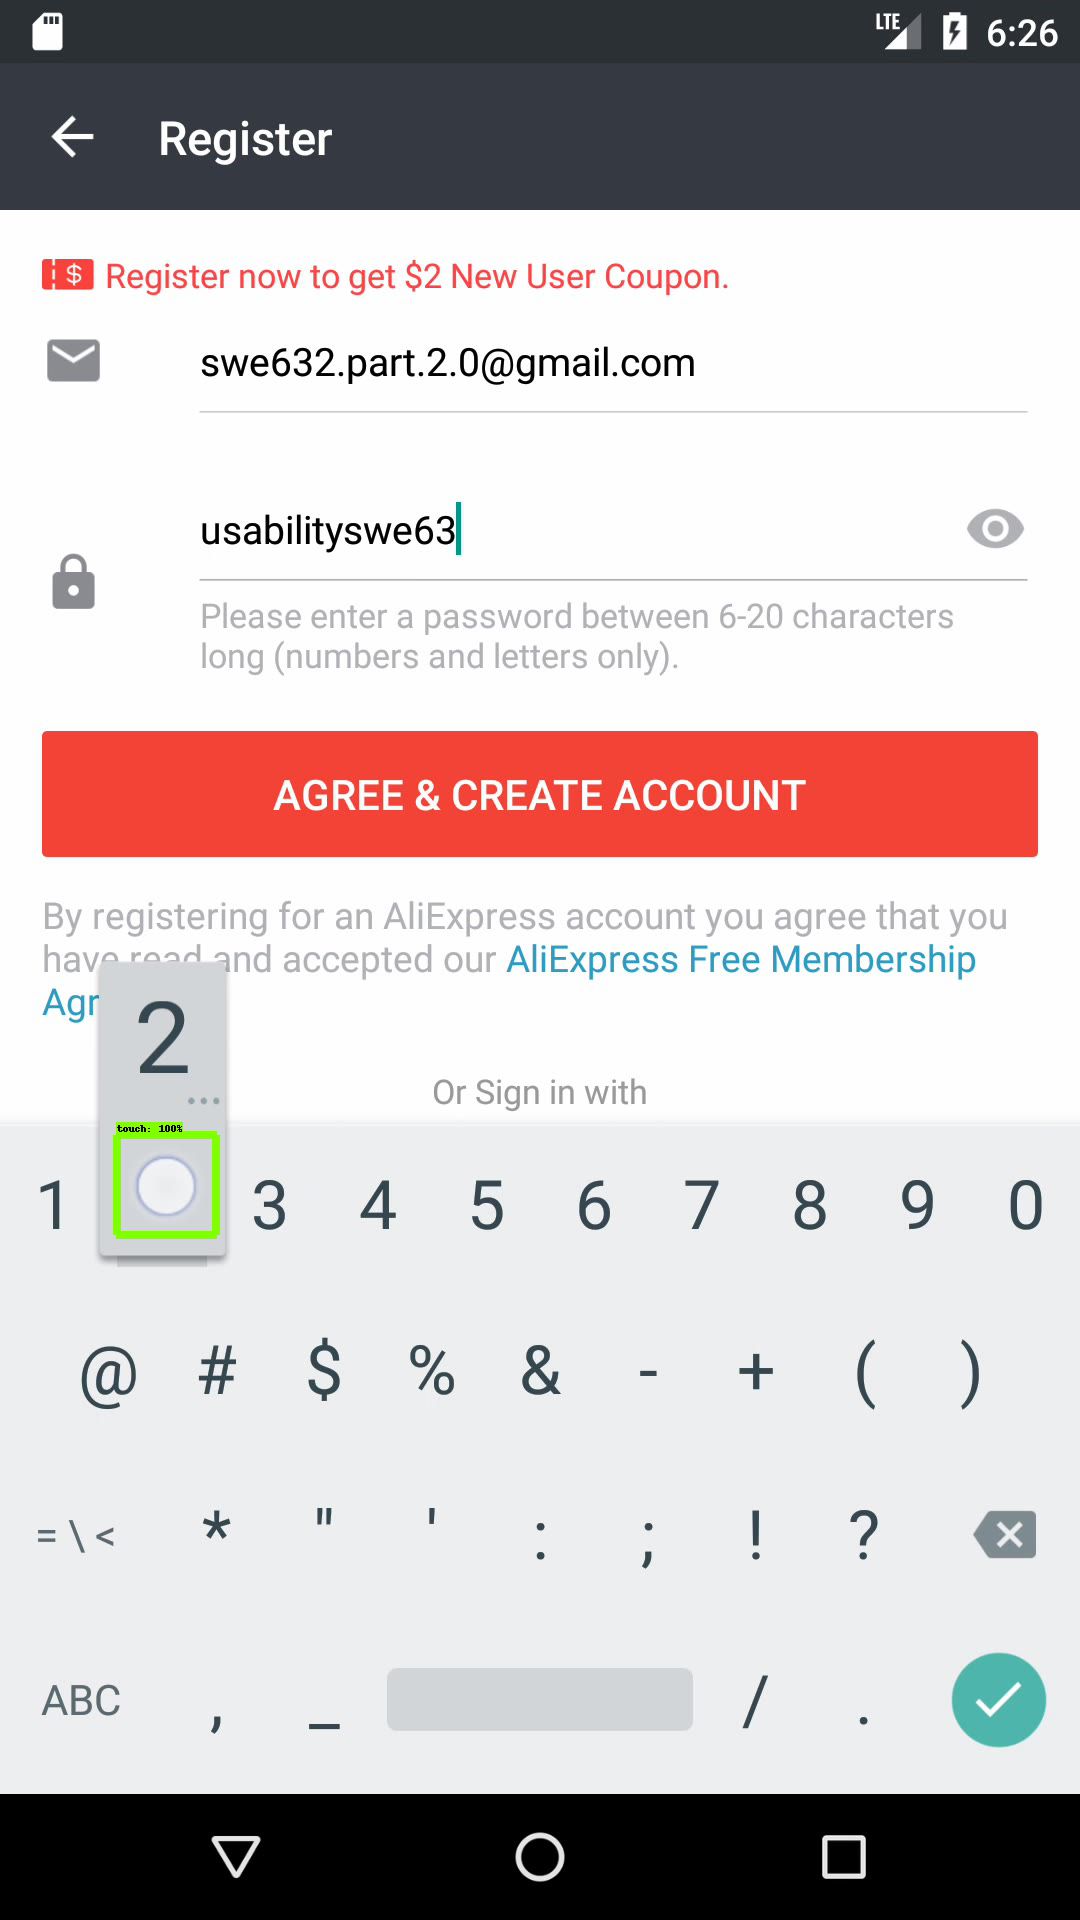 LTE 6:26
Register
$ Register now to get $2 New User Coupon.
swe632.part.2.0@gmail.com
usabilityswe63
Please enter a password between 6-20 characters
long (numbers and letters only).
AGREE & CREATE ACCOUNT
By registering for an AliExpress account you agree that you
have read and accepted our AliExpress Free Membership
Agr
2
...
Or Sign in with
touch: 100%
1 3 4 5 6 7 8 9 0
@ # $ % & - + ( )
= \ < * " ' : ; ! ?
ABC , _ / .